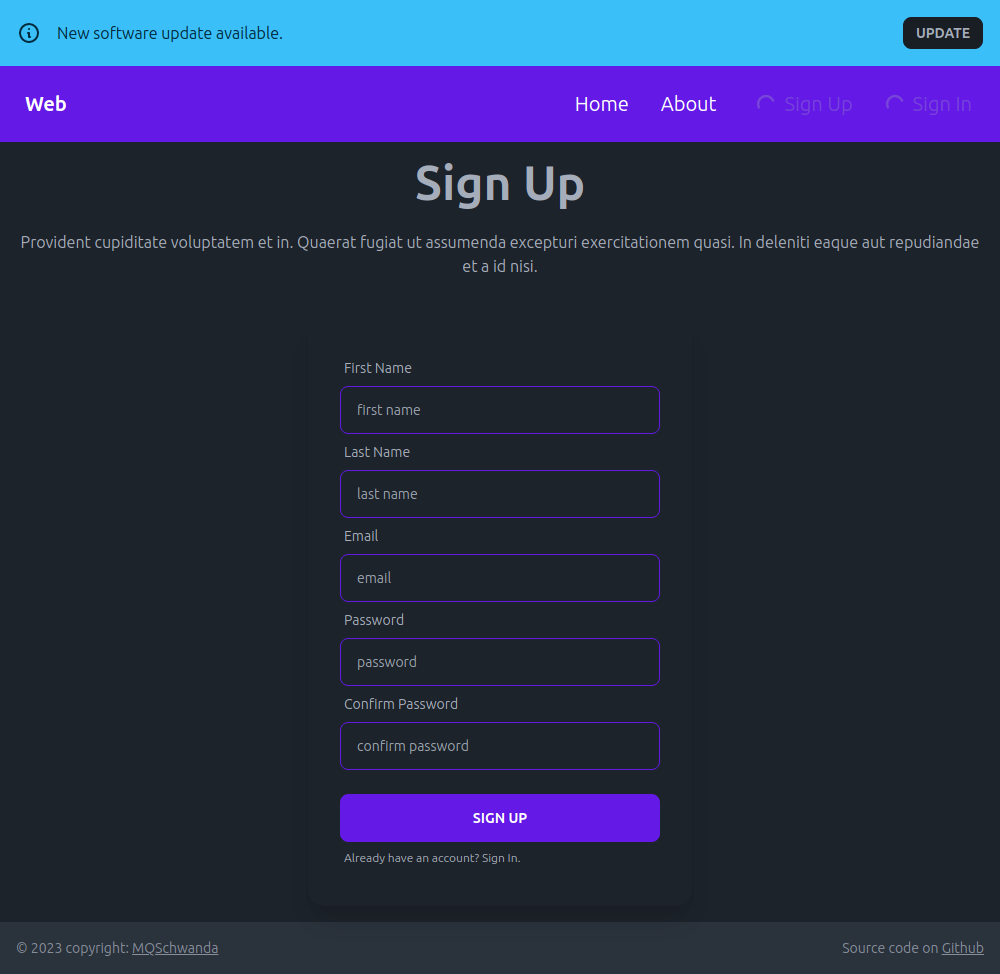 New software update available.
UPDATE
Web
Home
About
Sign Up
Sign In
Sign Up
Provident cupiditate voluptatem et in. Quaerat fugiat ut assumenda excepturi exercitationem quasi. In deleniti eaque aut repudiandae
et a id nisi.
First Name
first name
Last Name
last name
Email
email
Password
password
Confirm Password
confirm password
SIGN UP
Already have an account? Sign In.
© 2023 copyright: MQSchwanda
Source code on Github